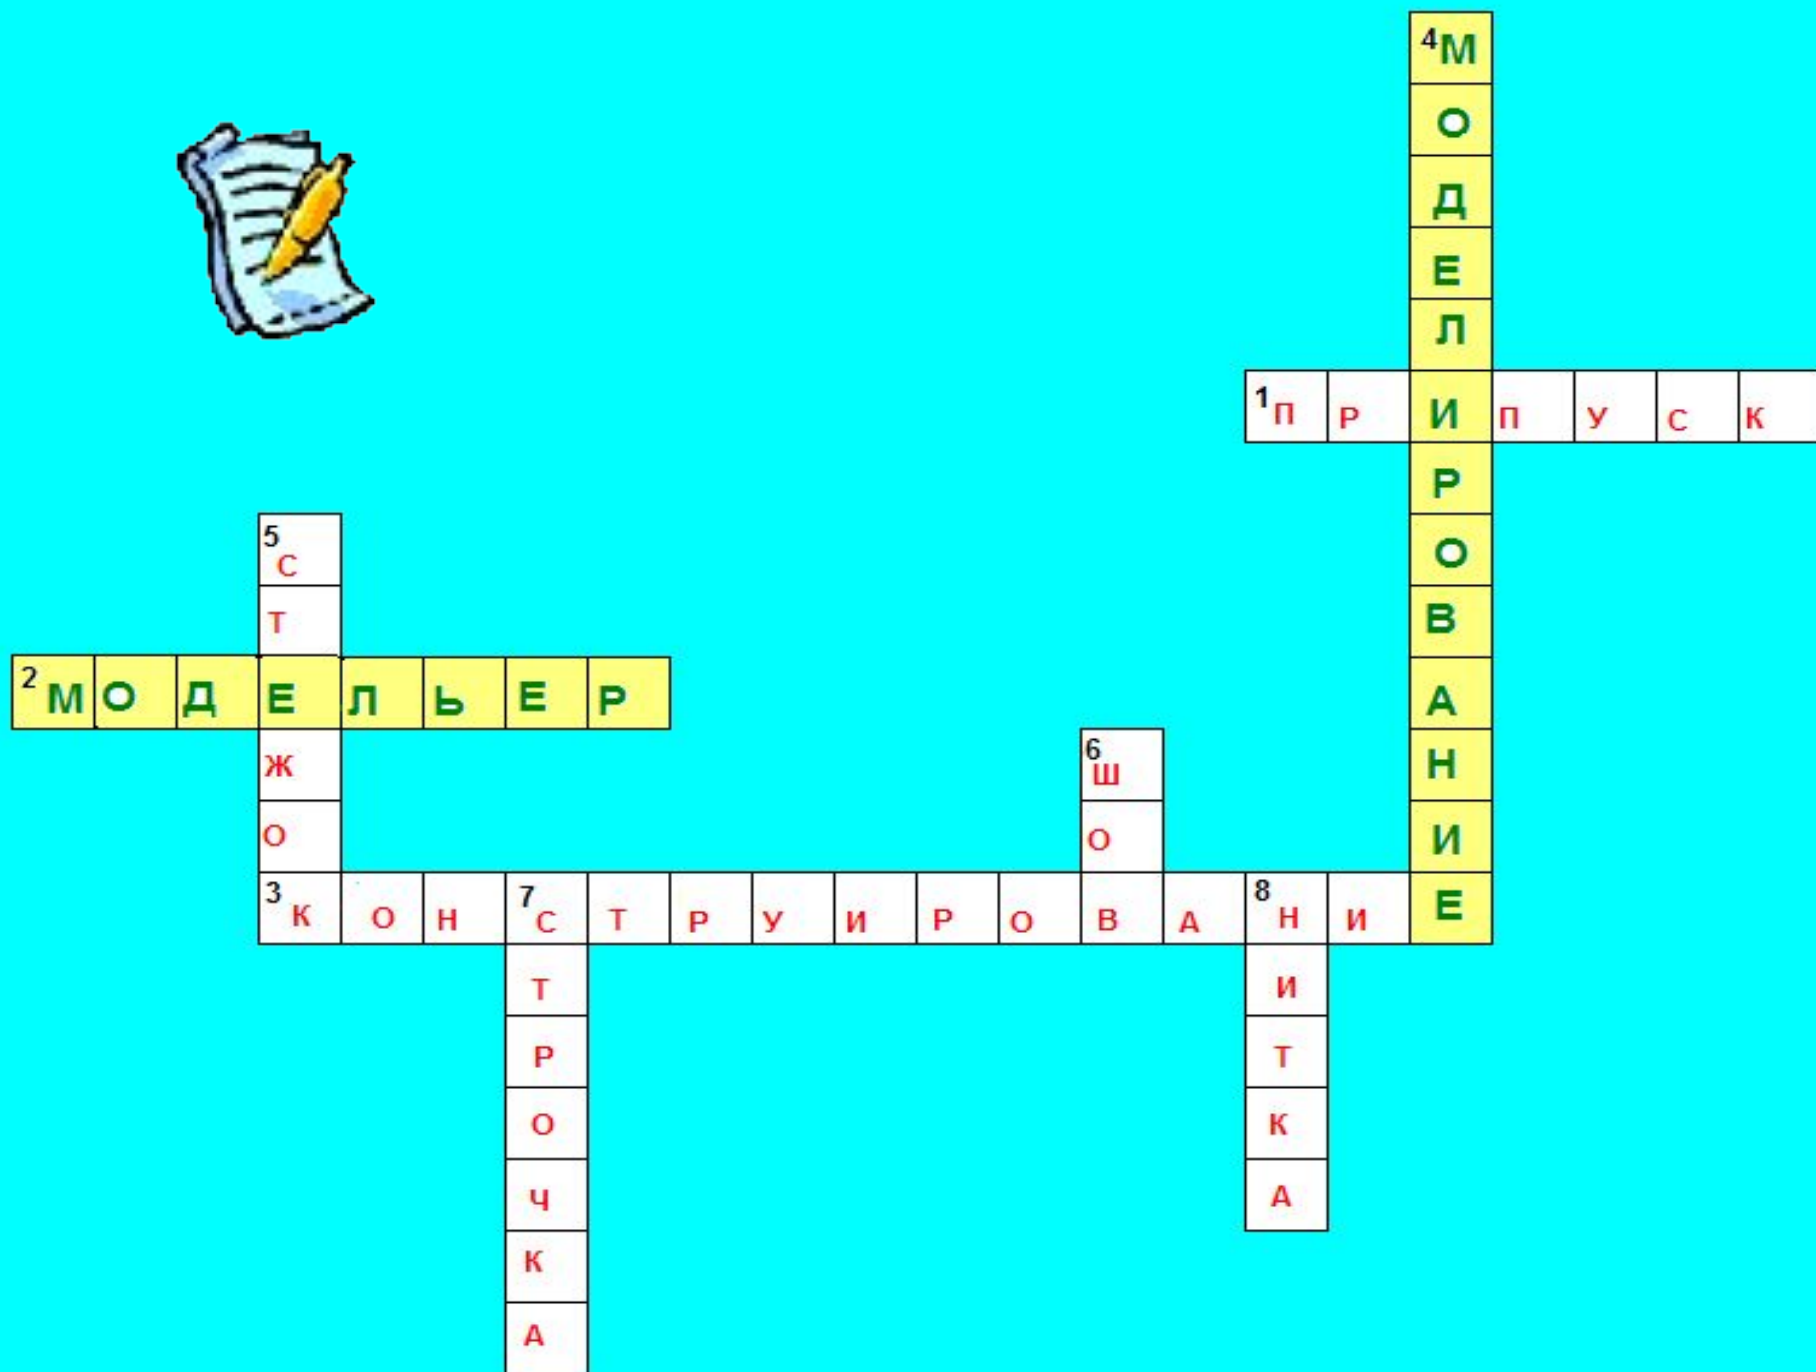 4 МОДЕЛИРОВАНИЕ
1 ПРИПУСК
5 СТЕЖОК
2 МОДЕЛЬЕР
6 ШОВ
3 КОНСТРУИРОВАНИЕ
7 СТРОЧКА
8 НИТКА